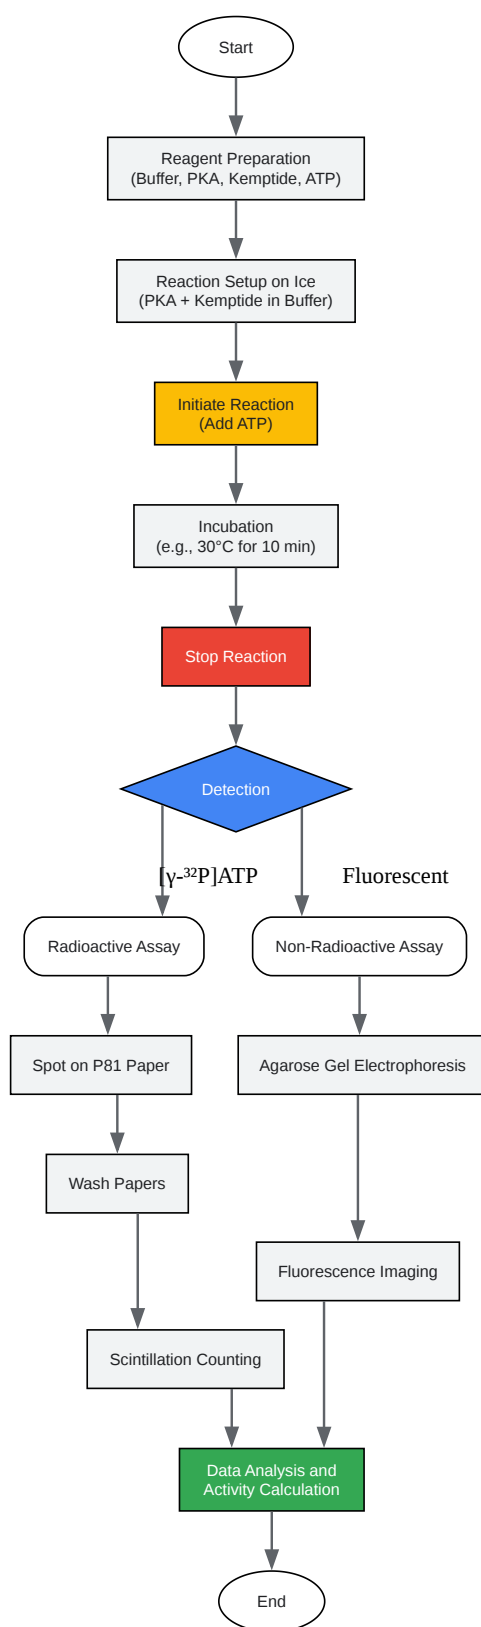 Start
Reagent Preparation
(Buffer, PKA, Kemptide, ATP)
Reaction Setup on Ice
(PKA + Kemptide in Buffer)
Initiate Reaction
(Add ATP)
Incubation
(e.g., 30°C for 10 min)
Stop Reaction
Detection
[γ-³²P]ATP
Fluorescent
Radioactive Assay
Non-Radioactive Assay
Spot on P81 Paper
Agarose Gel Electrophoresis
Wash Papers
Fluorescence Imaging
Scintillation Counting
Data Analysis and
Activity Calculation
End